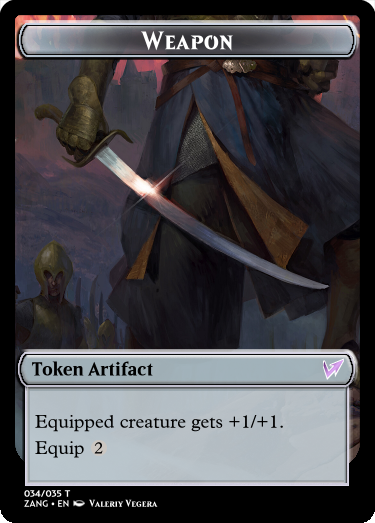 Weapon
Token Artifact
Equipped creature gets +1/+1.
Equip 2
034/035 T
ZANG • EN Valeriy Vegera